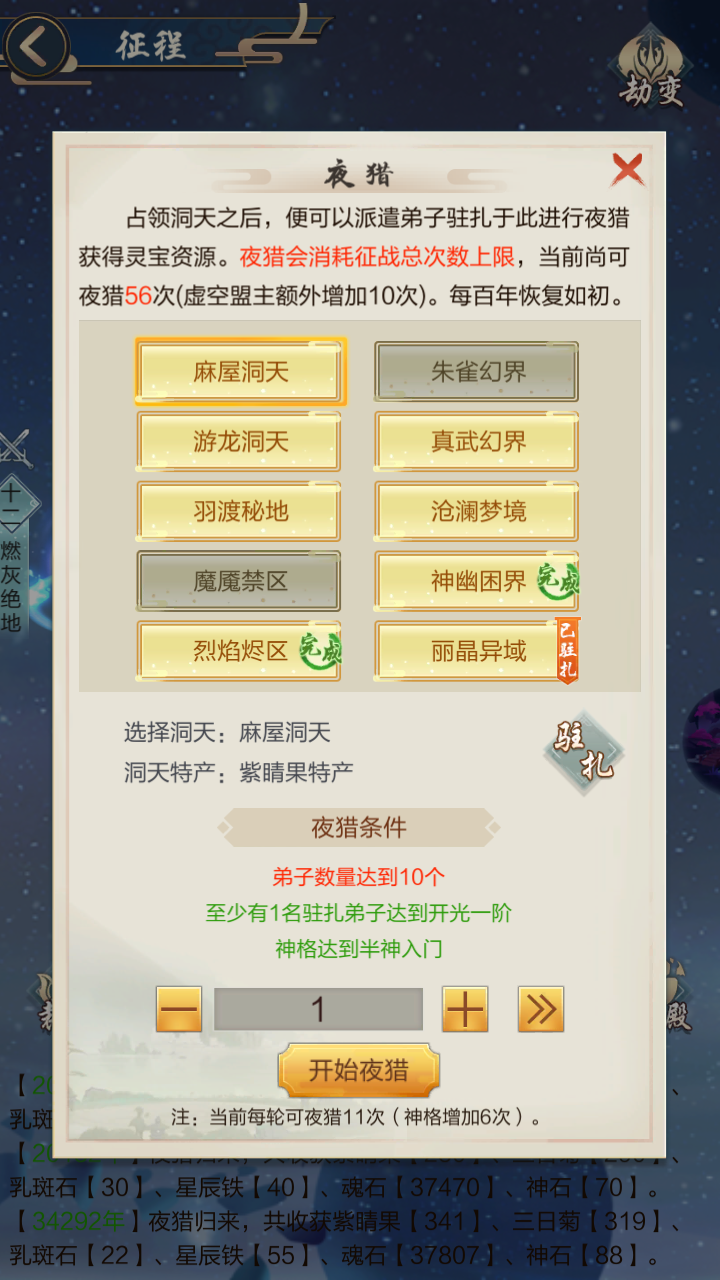 征程
劫变
夜猎
占领洞天之后，便可以派遣弟子驻扎于此进行夜猎
获得灵宝资源。夜猎会消耗征战总次数上限，当前尚可
夜猎56次(虚空盟主额外增加10次)。每百年恢复如初。
麻屋洞天
朱雀幻界
游龙洞天
真武幻界
羽渡秘地
沧澜梦境
魔魇禁区
神幽困界
完成
烈焰烬区
完成
丽晶异域
已驻扎
十二
燃灰绝地
选择洞天：麻屋洞天
洞天特产：紫睛果特产
驻扎
夜猎条件
弟子数量达到10个
至少有1名驻扎弟子达到开光一阶
神格达到半神入门
1
殿
开始夜猎
注：当前每轮可夜猎11次（神格增加6次）。
【20
乳斑
【20
乳斑石【30】、星辰铁【40】、魂石【37470】、神石【70】。
【34292年】夜猎归来，共收获紫睛果【341】、三日菊【319】、
乳斑石【22】、星辰铁【55】、魂石【37807】、神石【88】。